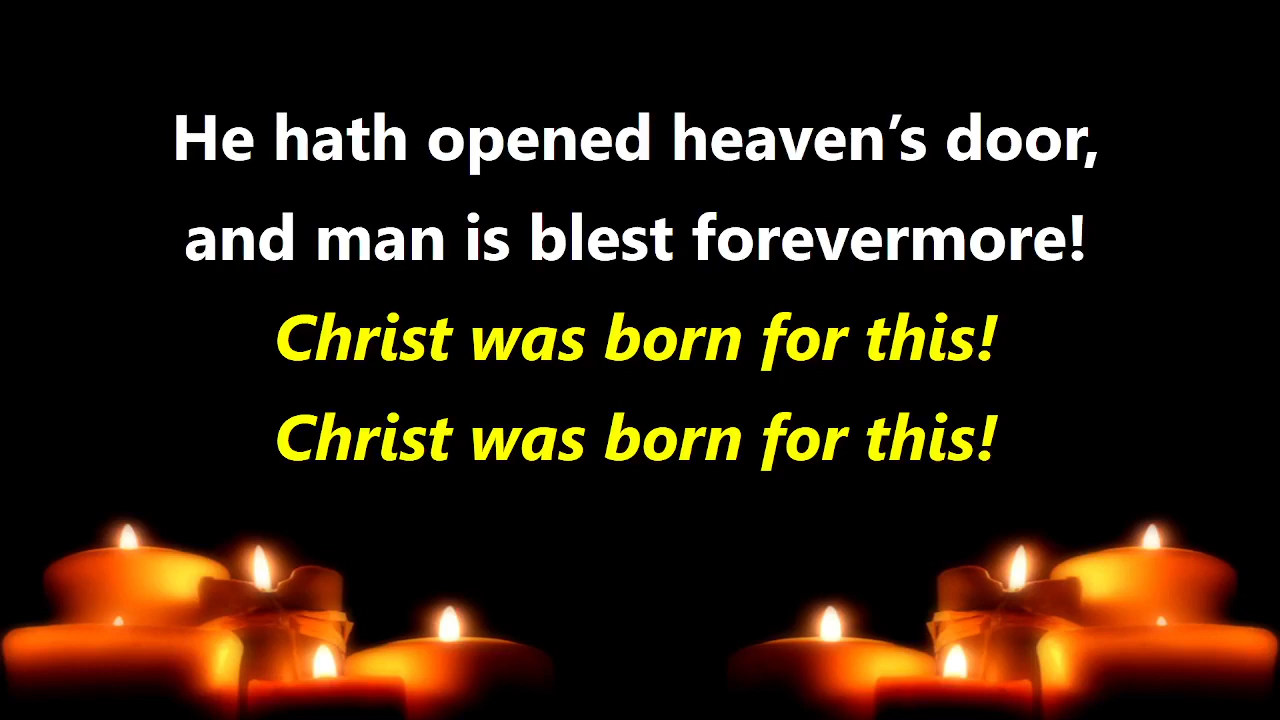 He hath opened heaven’s door,
and man is blest forevermore!
Christ was born for this!
Christ was born for this!